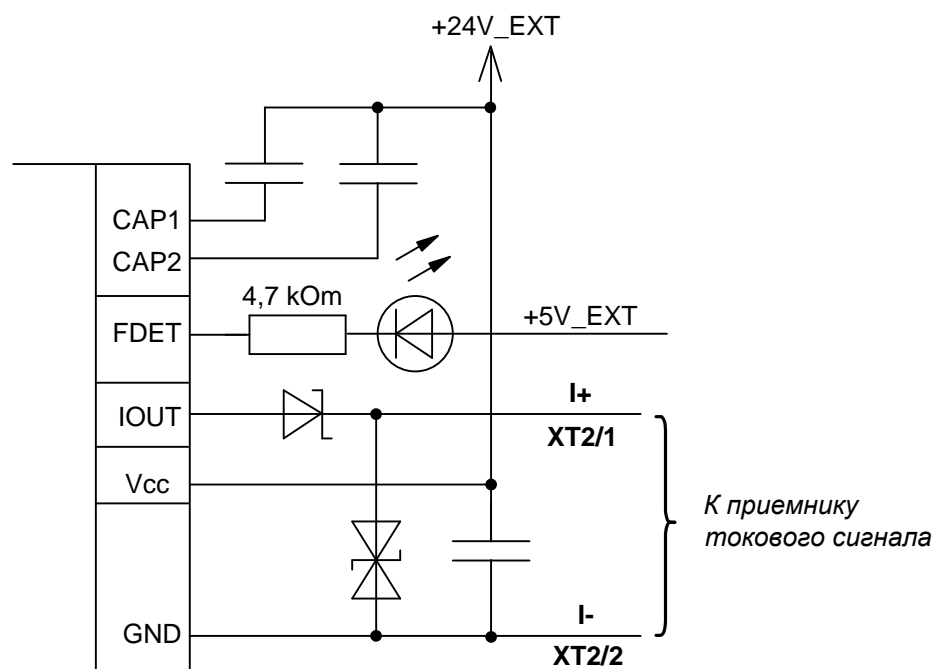 +24V_EXT
CAP1
CAP2
4,7 kOm
FDET
+5V_EXT
IOUT
I+
XT2/1
Vcc
К приемнику
токового сигнала
GND
I-
XT2/2